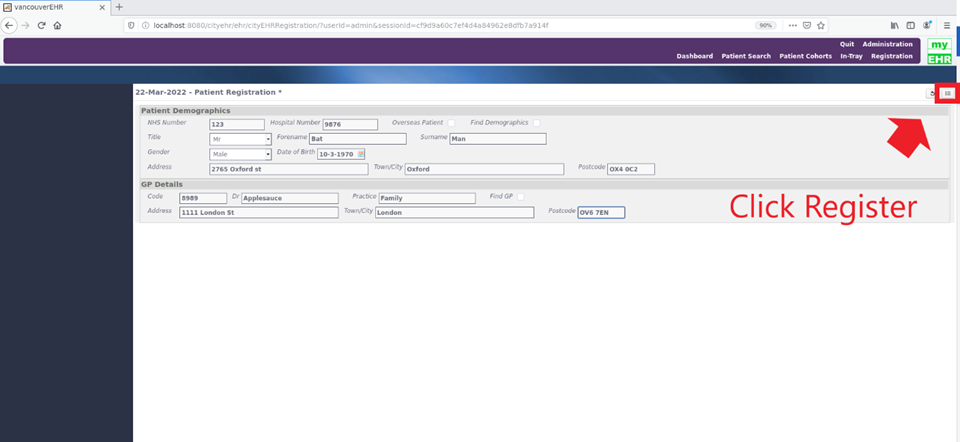 vancouverEHR
localhost:8080/cityehr/ehr/cityEHRRegistration/?userId=admin&sessionId=cf9d9a60c7ef4d4a84962e8dfb7a914f
90%
Quit Administration
Dashboard Patient Search Patient Cohorts In-Tray Registration
my
EHR
22-Mar-2022 - Patient Registration *
Patient Demographics
NHS Number 123 Hospital Number 9876 Overseas Patient Find Demographics
Title Mr Forename Bat Surname Man
Gender Male Date of Birth 10-3-1970
Address 2765 Oxford st Town/City Oxford Postcode OX4 0C2
GP Details
Code 8989 Dr Applesauce Practice Family Find GP
Address 1111 London St Town/City London Postcode OV6 7EN
Click Register